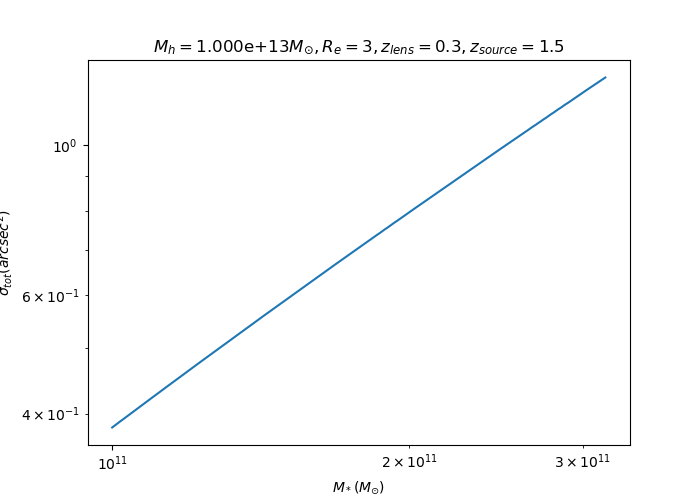 $M_h = 1.000\mathrm{e}{+}13 M_\odot, R_e = 3, z_{lens} = 0.3, z_{source} = 1.5$
$10^0$
$\sigma_{tot}(arcsec^2)$
$6 \times 10^{-1}$
$4 \times 10^{-1}$
$10^{11}$ $2 \times 10^{11}$ $3 \times 10^{11}$
$M_*(M_\odot)$